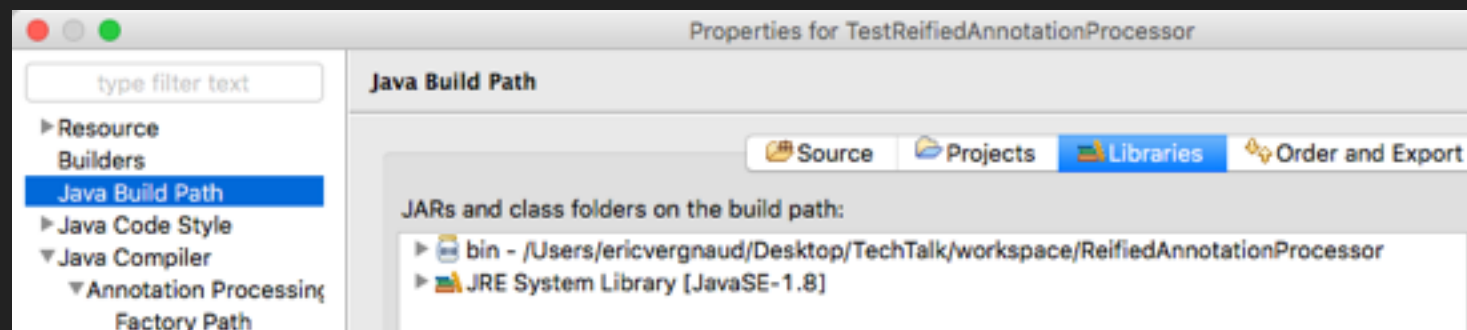 Properties for TestReifiedAnnotationProcessor
type filter text
Resource
Builders
Java Build Path
Java Code Style
Java Compiler
Annotation Processing
Factory Path
Java Build Path
Source Projects Libraries Order and Export
JARs and class folders on the build path:
bin - /Users/ericvergnaud/Desktop/TechTalk/workspace/ReifiedAnnotationProcessor
JRE System Library [JavaSE-1.8]